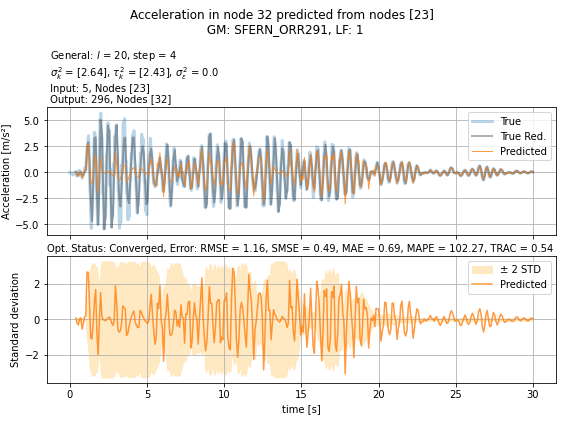 Acceleration in node 32 predicted from nodes [23]
GM: SFERN_ORR291, LF: 1
General: l = 20, step = 4
σ²ₖ = [2.64], τ²ₖ = [2.43], σ²ε = 0.0
Input: 5, Nodes [23]
Output: 296, Nodes [32]
Acceleration [m/s²]
5.0
2.5
0.0
−2.5
−5.0
True
True Red.
Predicted
Opt. Status: Converged, Error: RMSE = 1.16, SMSE = 0.49, MAE = 0.69, MAPE = 102.27, TRAC = 0.54
Standard deviation
2
0
−2
± 2 STD
Predicted
0 5 10 15 20 25 30
time [s]